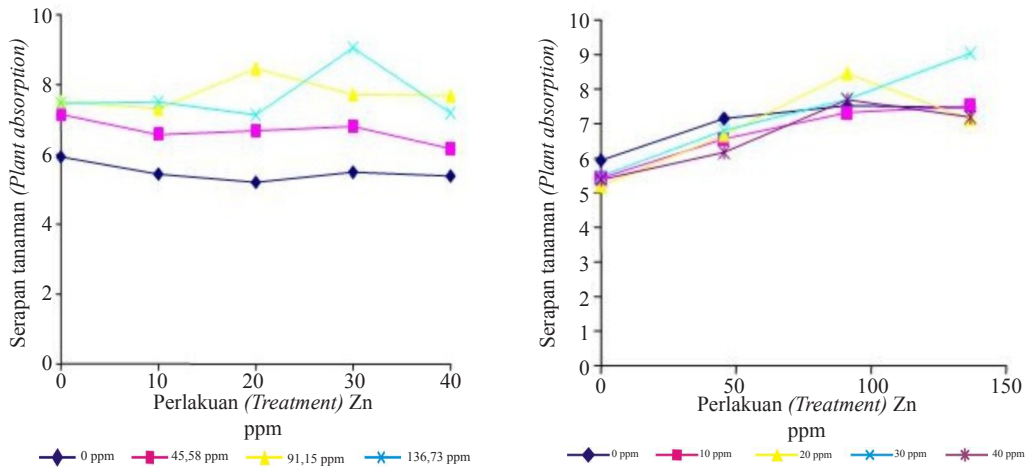 Serapan tanaman (Plant absorption)
10
8
6
4
2
0
0 10 20 30 40
Perlakuan (Treatment) Zn
ppm
0 ppm 45,58 ppm 91,15 ppm 136,73 ppm
Serapan tanaman (Plant absorption)
10
9
8
7
6
5
4
3
2
1
0
0 50 100 150
Perlakuan (Treatment) Zn
ppm
0 ppm 10 ppm 20 ppm 30 ppm 40 ppm